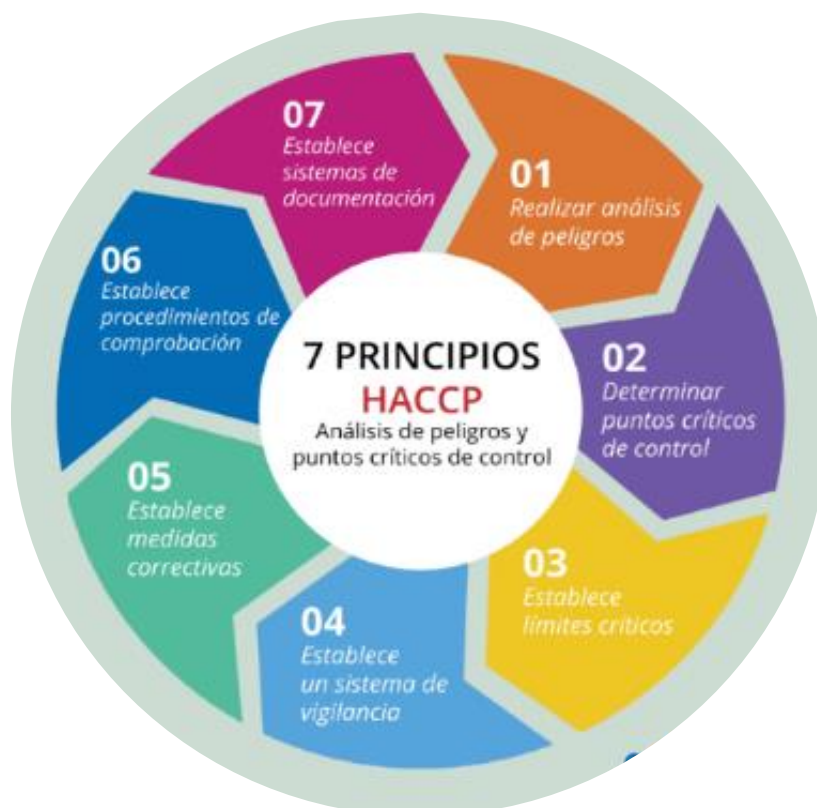 7 PRINCIPIOS
HACCP
Análisis de peligros y
puntos críticos de control
01
Realizar análisis
de peligros
02
Determinar
puntos críticos
de control
03
Establece
límites críticos
04
Establece
un sistema de
vigilancia
05
Establece
medidas
correctivas
06
Establece
procedimientos de
comprobación
07
Establece
sistemas de
documentación